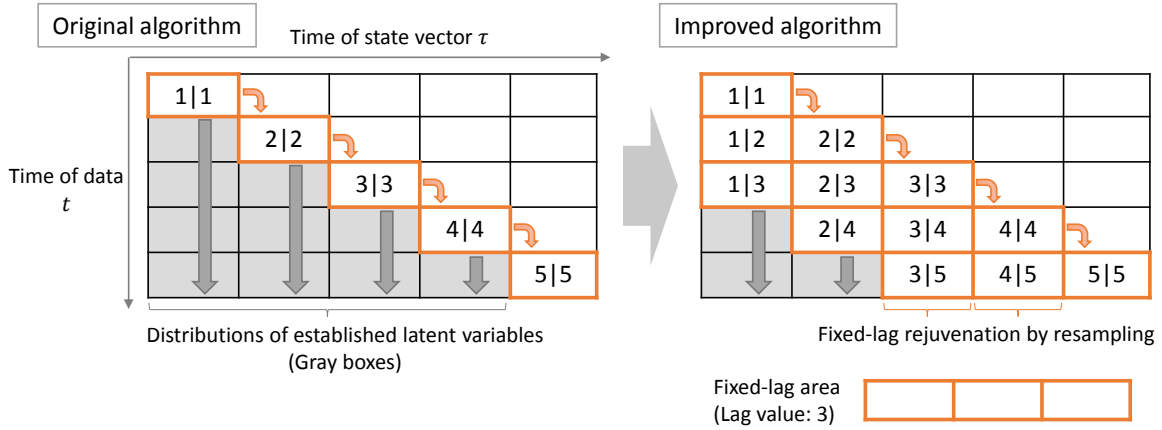 Original algorithm
Time of state vector τ
Time of data
t
1|1
2|2
3|3
4|4
5|5
Distributions of established latent variables
(Gray boxes)
Improved algorithm
1|1
1|2 2|2
1|3 2|3 3|3
2|4 3|4 4|4
3|5 4|5 5|5
Fixed-lag rejuvenation by resampling
Fixed-lag area
(Lag value: 3)